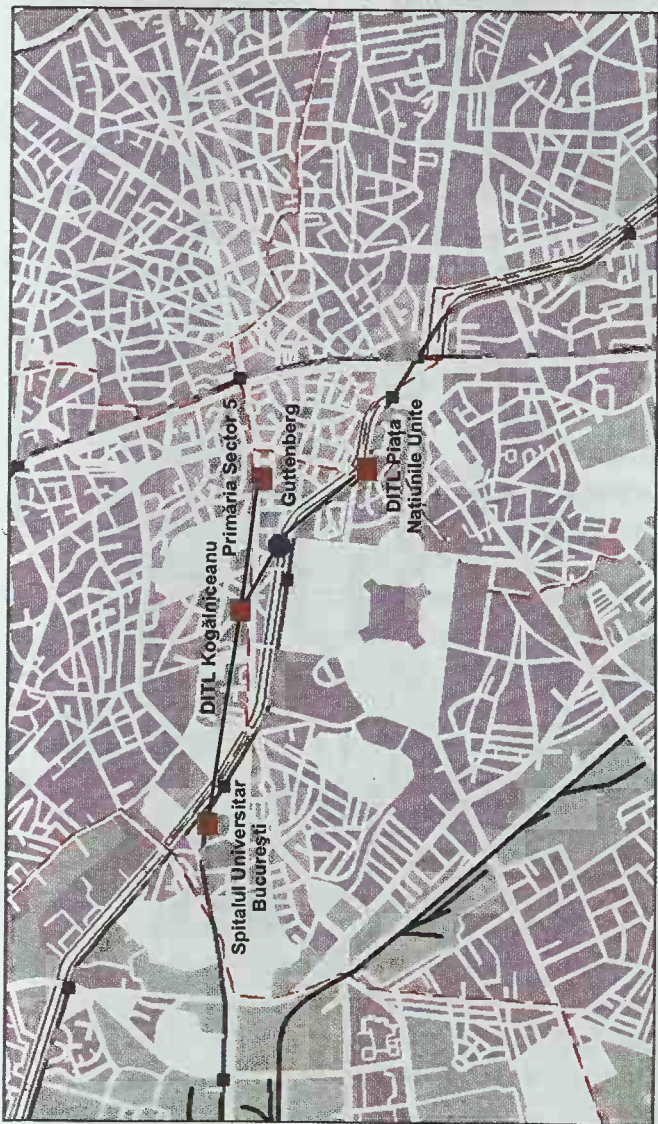 Spitalul Universitar
București
DITL Kogălniceanu
Primăria Sector 5
Guttenberg
DITL Piața
Națiunile Unite